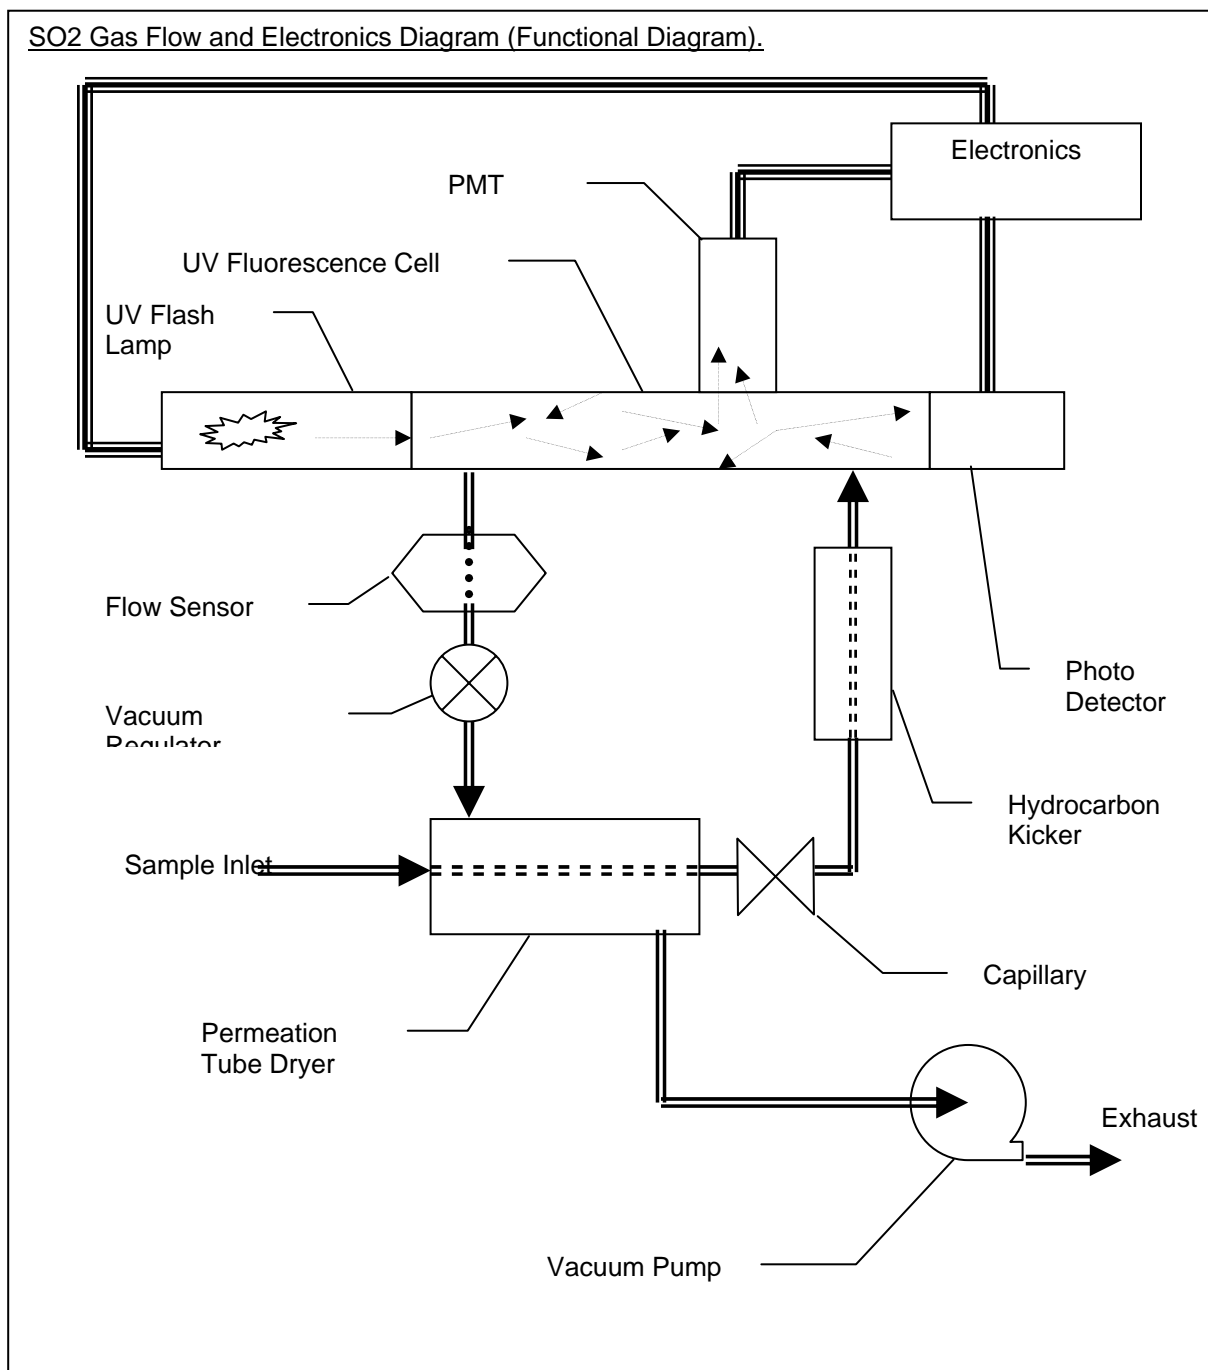 SO2 Gas Flow and Electronics Diagram (Functional Diagram).
Electronics
PMT
UV Fluorescence Cell
UV Flash
Lamp
Flow Sensor
Photo
Detector
Vacuum
Regulator
Hydrocarbon
Kicker
Sample Inlet
Capillary
Permeation
Tube Dryer
Exhaust
Vacuum Pump